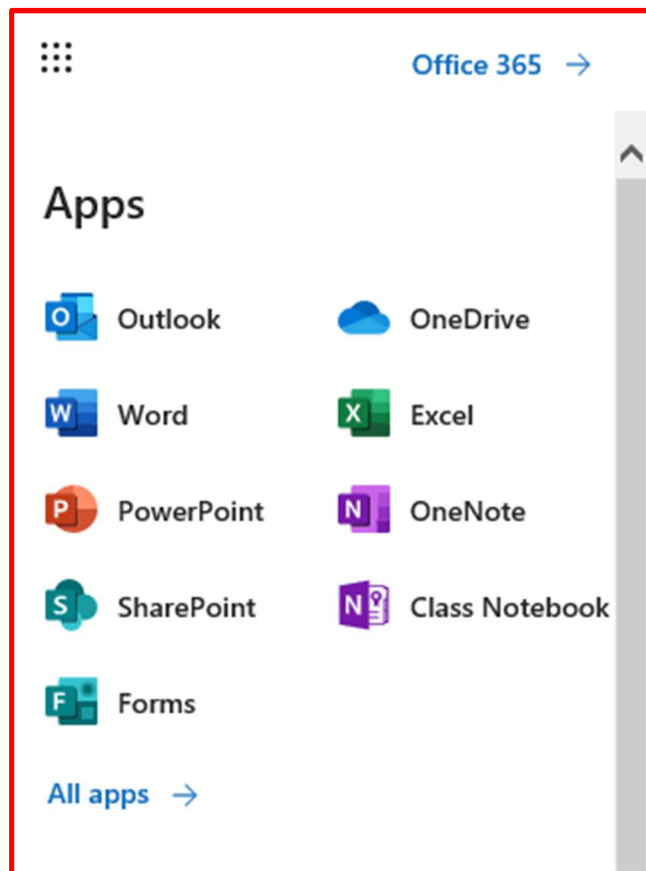 Office 365 →
Apps
Outlook
OneDrive
Word
Excel
PowerPoint
OneNote
SharePoint
Class Notebook
Forms
All apps →